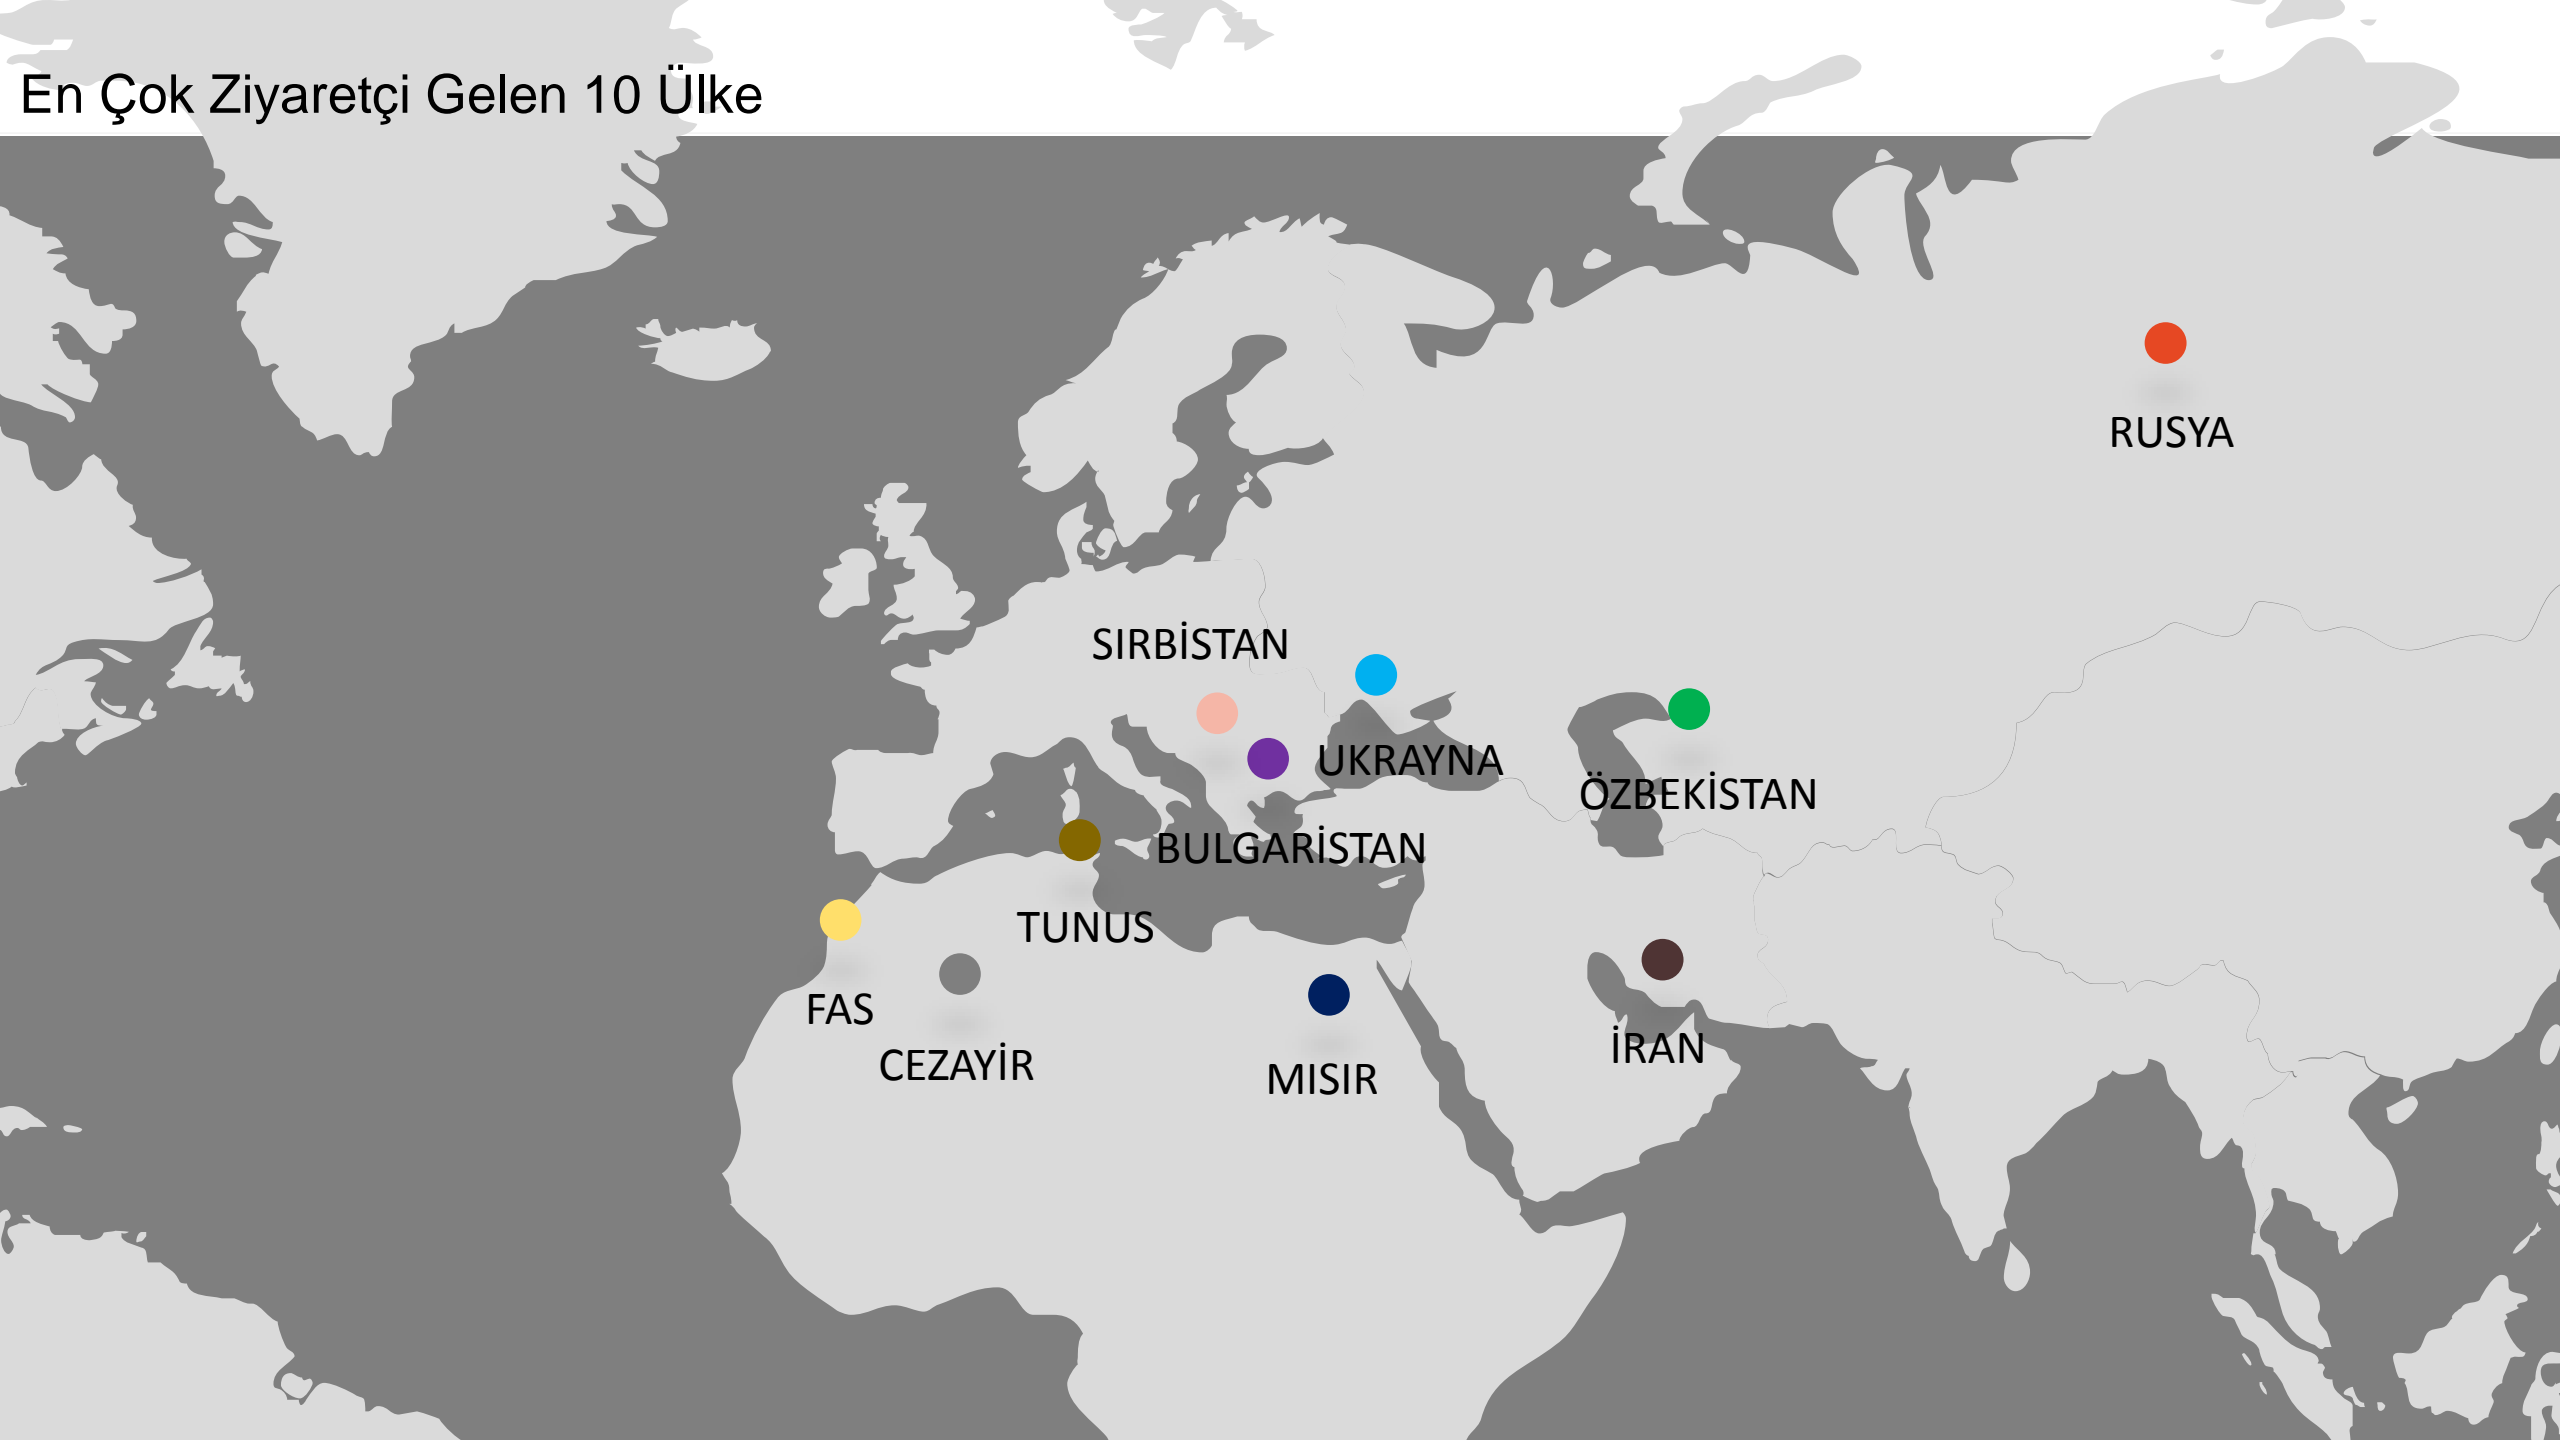 En Çok Ziyaretçi Gelen 10 Ülke
RUSYA
SIRBİSTAN
UKRAYNA
ÖZBEKİSTAN
BULGARİSTAN
TUNUS
FAS
CEZAYİR
MISIR
İRAN